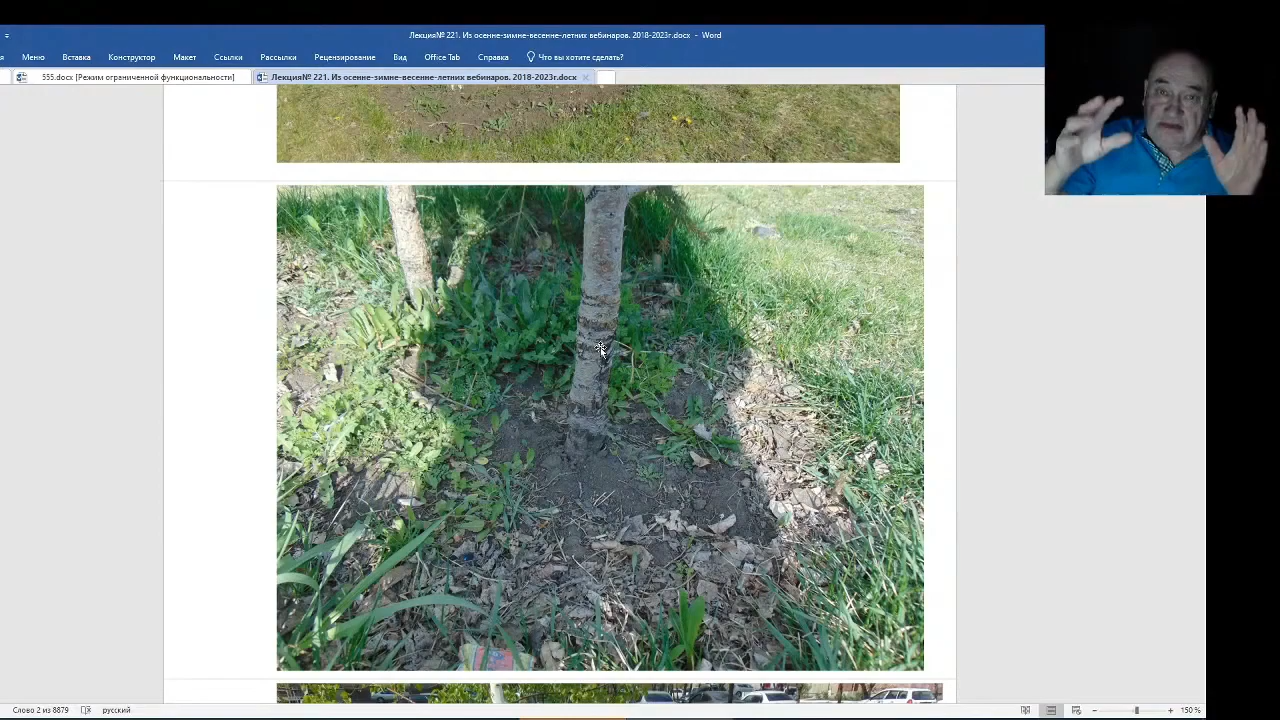 Лекция№ 221. Из осенне-зимне-весенне-летних вебинаров. 2018-2023г.docx - Word
Меню Вставка Конструктор Макет Ссылки Рассылки Рецензирование Вид Office Tab Справка Что вы хотите сделать?
555.docx [Режим ограниченной функциональности] Лекция№ 221. Из осенне-зимне-весенне-летних вебинаров. 2018-2023г.docx
Слово 2 из 8879 русский 150 %